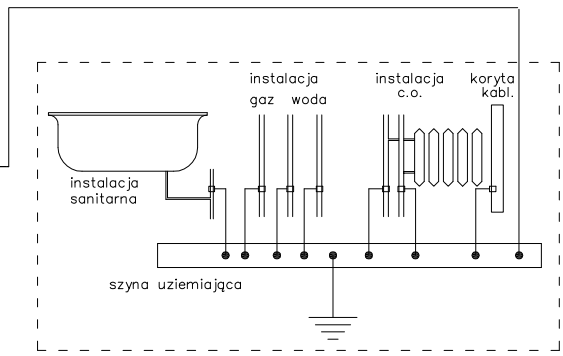 instalacja
gaz woda
instalacja
c.o.
koryta
kabl.
instalacja
sanitarna
szyna uziemiająca